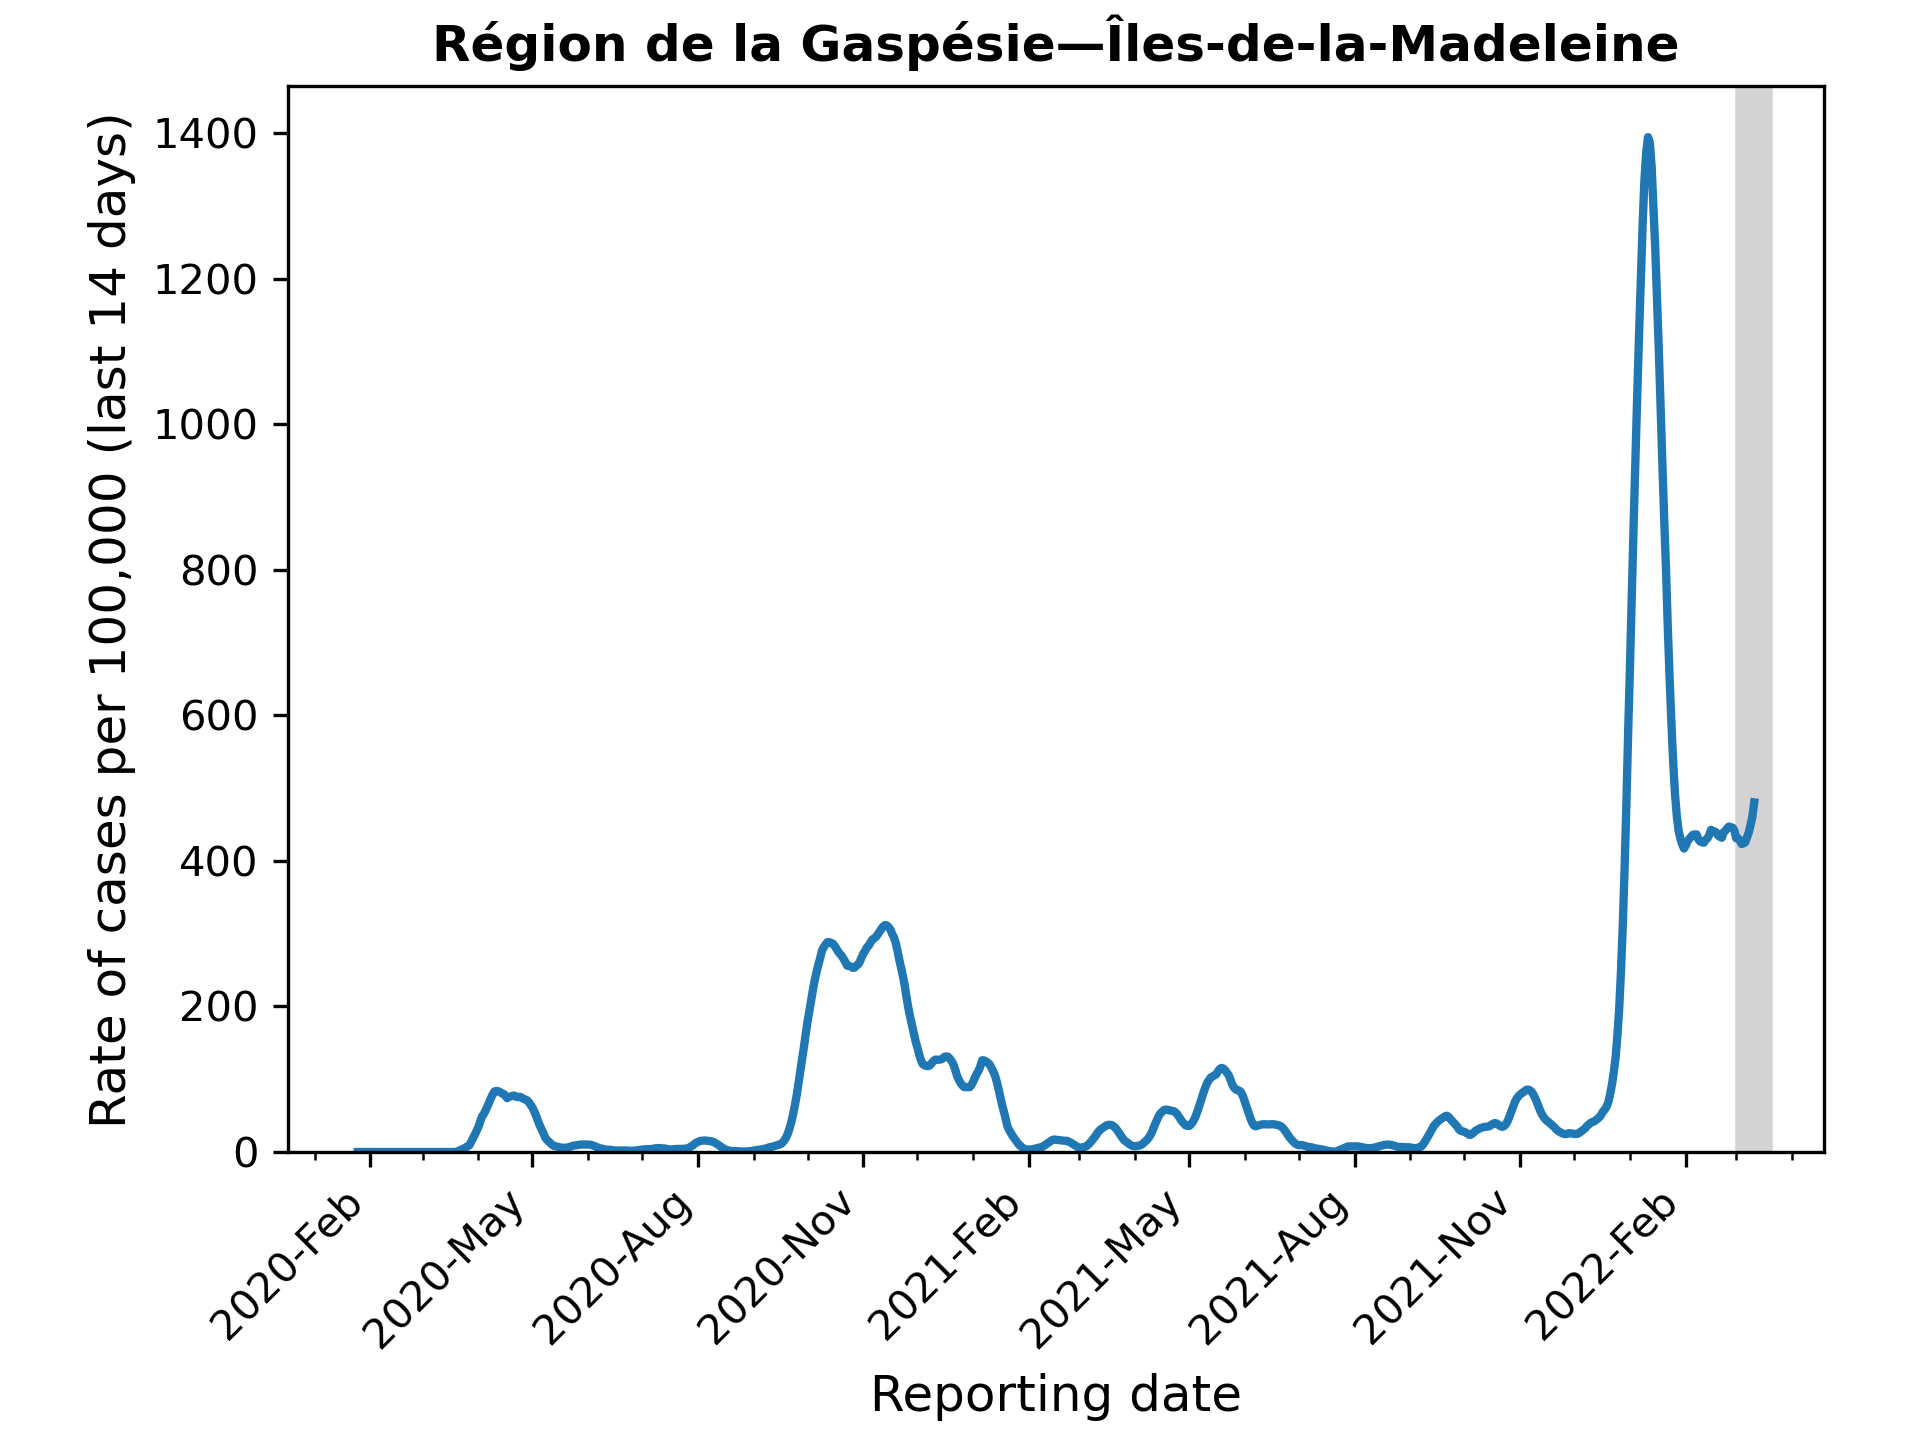 Région de la Gaspésie—Îles-de-la-Madeleine
Rate of cases per 100,000 (last 14 days)
1400
1200
1000
800
600
400
200
0
2020-Feb
2020-May
2020-Aug
2020-Nov
2021-Feb
2021-May
2021-Aug
2021-Nov
2022-Feb
Reporting date